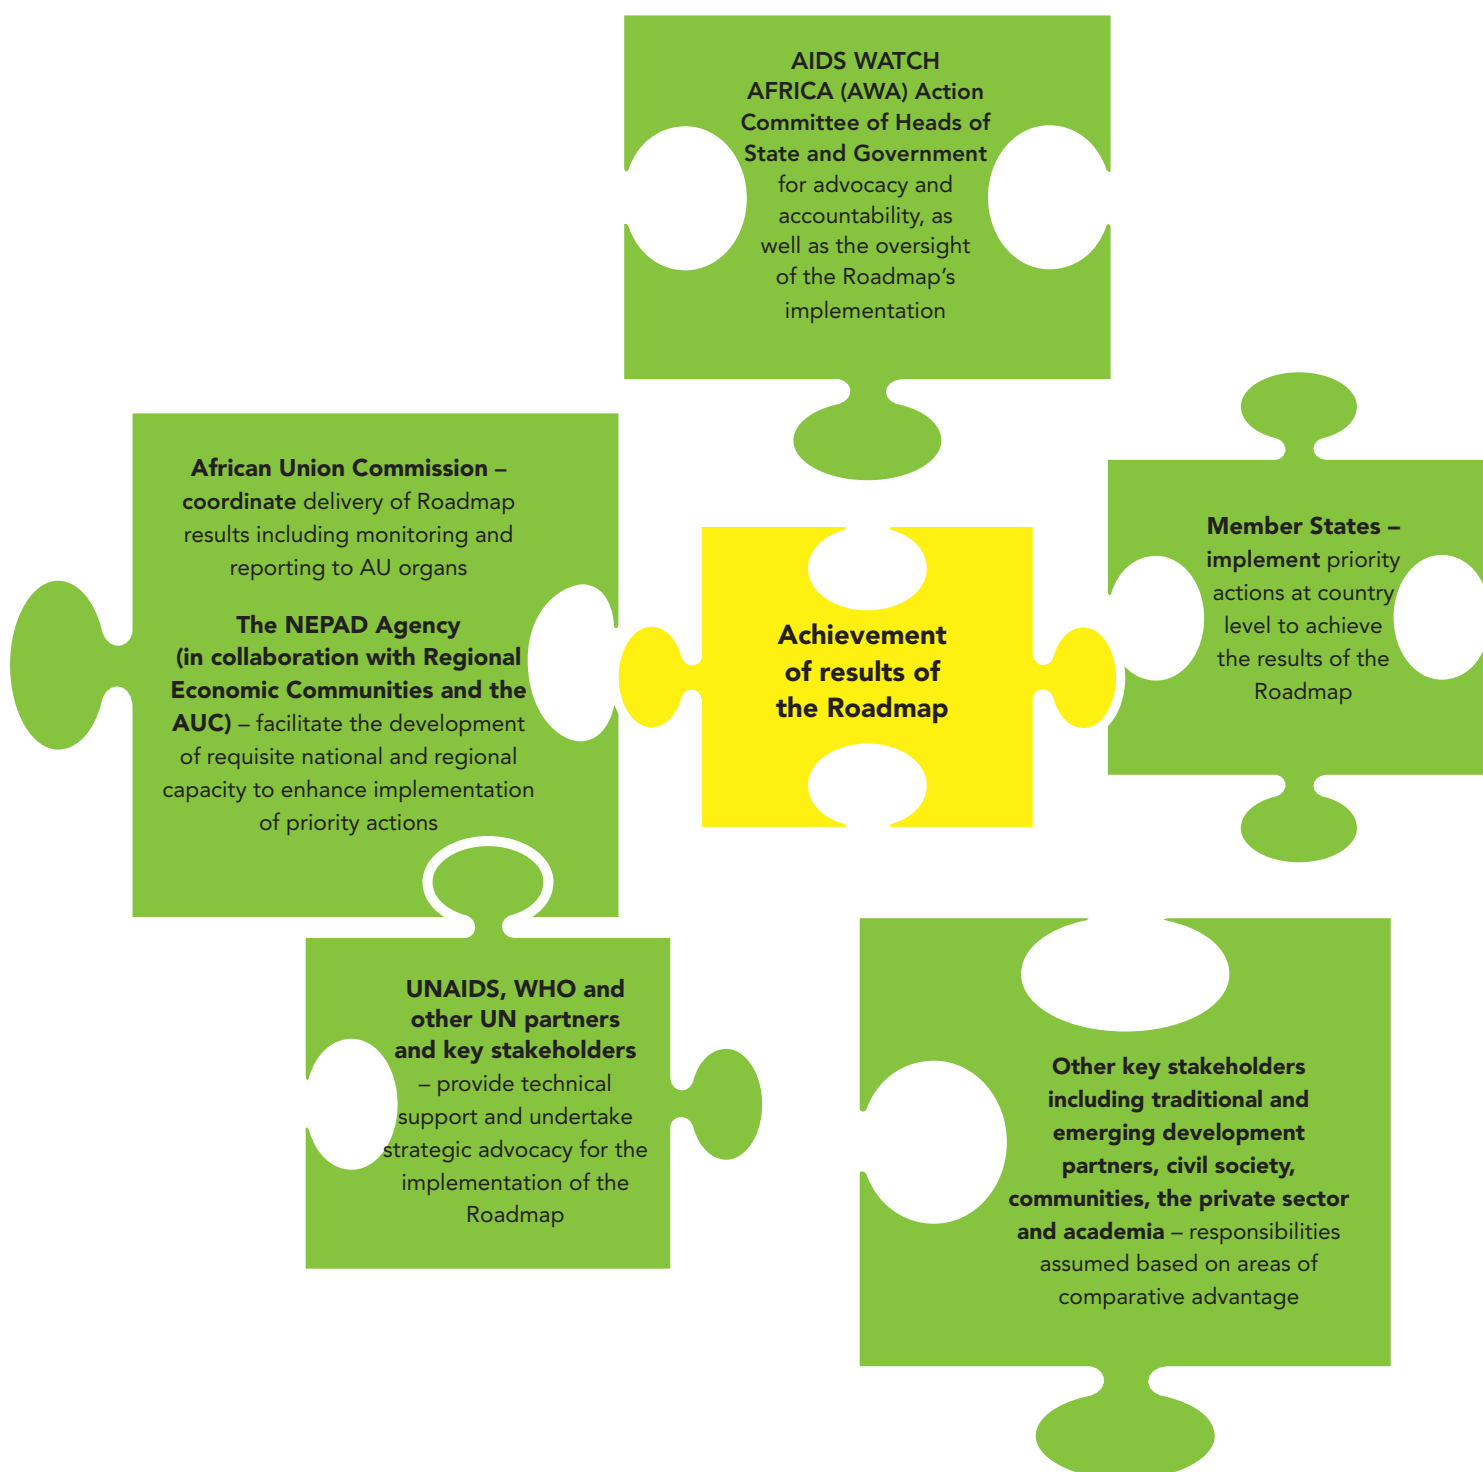 AIDS WATCH
AFRICA (AWA) Action
Committee of Heads of
State and Government
for advocacy and
accountability, as
well as the oversight
of the Roadmap’s
implementation
African Union Commission –
coordinate delivery of Roadmap
results including monitoring and
reporting to AU organs
The NEPAD Agency
(in collaboration with Regional
Economic Communities and the
AUC) – facilitate the development
of requisite national and regional
capacity to enhance implementation
of priority actions
Achievement
of results of
the Roadmap
Member States –
implement priority
actions at country
level to achieve
the results of the
Roadmap
UNAIDS, WHO and
other UN partners
and key stakeholders
– provide technical
support and undertake
strategic advocacy for the
implementation of the
Roadmap
Other key stakeholders
including traditional and
emerging development
partners, civil society,
communities, the private sector
and academia – responsibilities
assumed based on areas of
comparative advantage